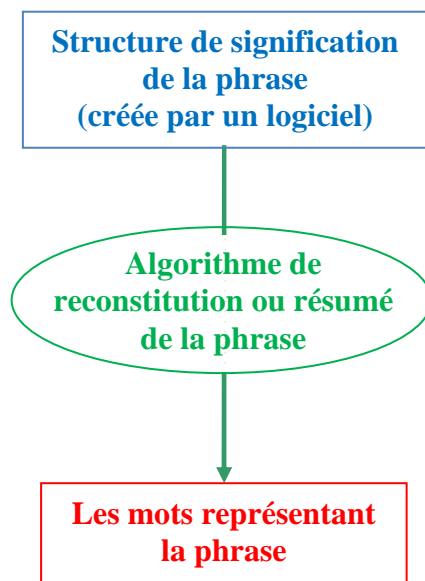 Structure de signification
de la phrase
(créée par un logiciel)
Algorithme de
reconstitution ou résumé
de la phrase
Les mots représentant
la phrase